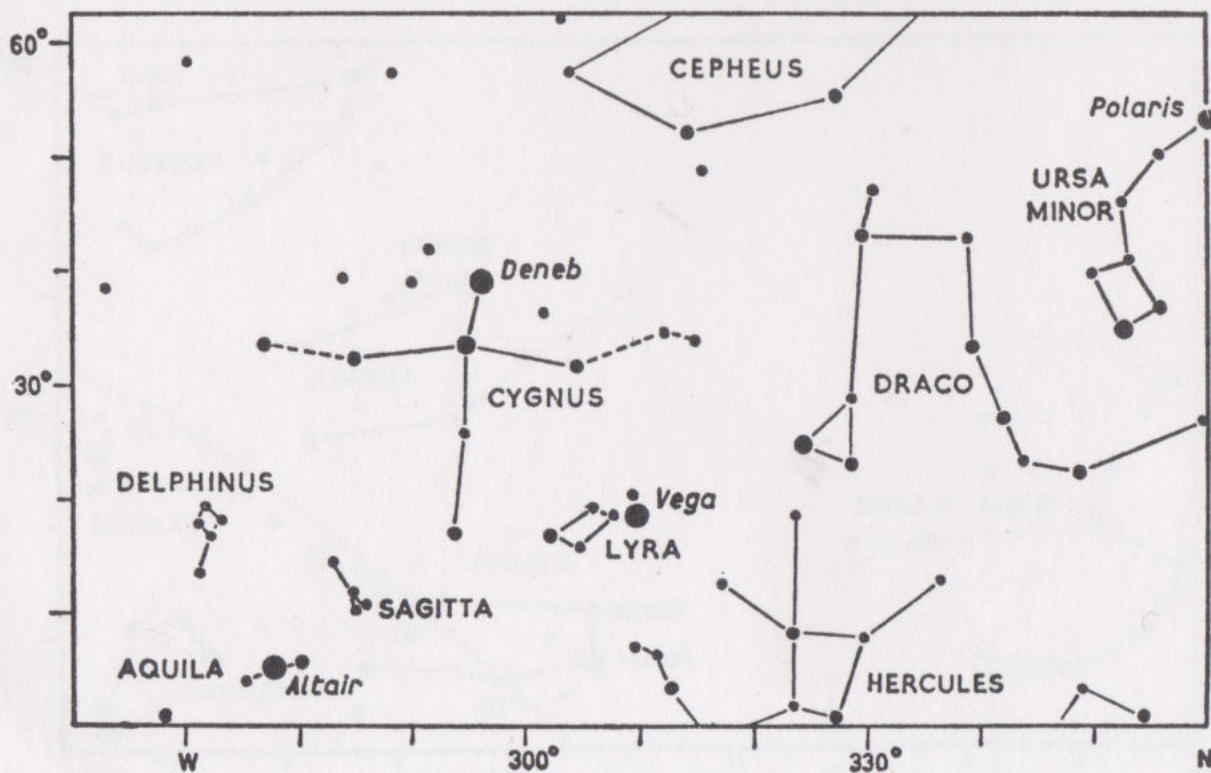 60°
CEPHEUS
Polaris
URSA
MINOR
Deneb
30°
CYGNUS
DRACO
DELPHINUS
Vega
LYRA
SAGITTA
AQUILA
Altair
HERCULES
W
300°
330°
N